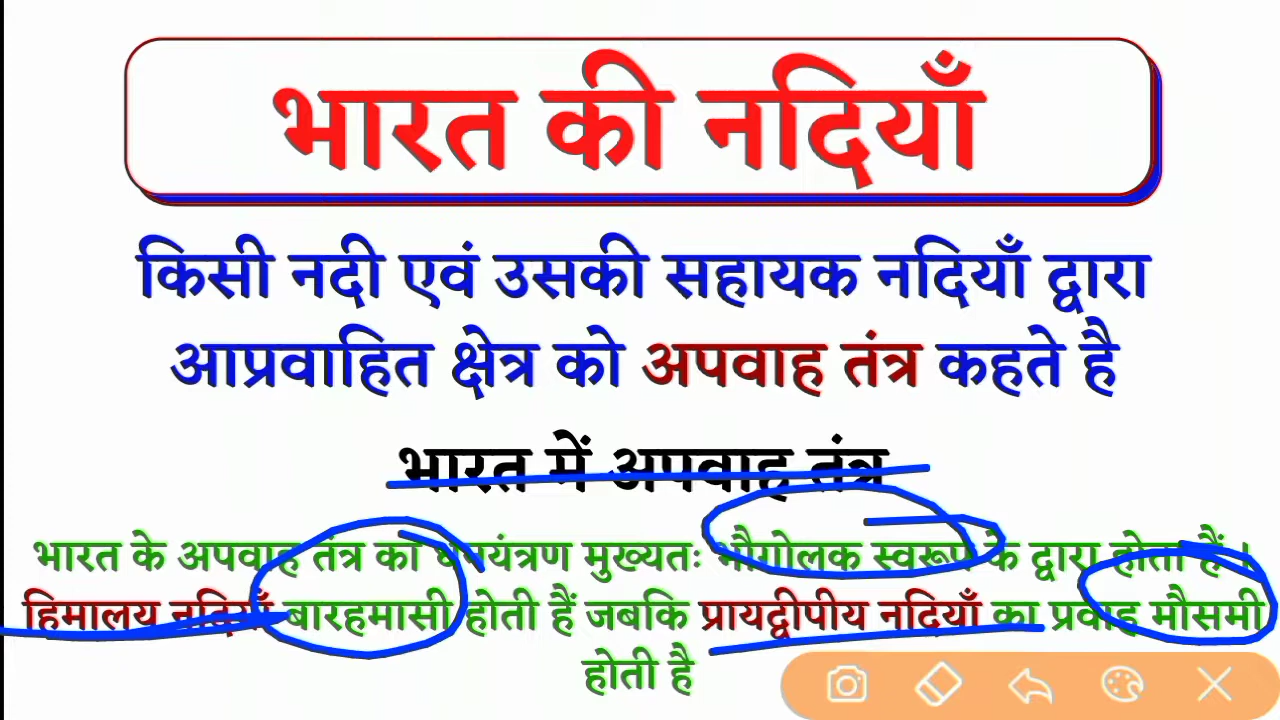 भारत की नदियाँ
किसी नदी एवं उसकी सहायक नदियाँ द्वारा
आप्रवाहित क्षेत्र को अपवाह तंत्र कहते है
भारत में अपवाह तंत्र
भारत के अपवाह तंत्र का मुख्यतः भौगोलक स्वरूप के द्वारा होता हैं ।
हिमालय नदियाँ बारहमासी होती हैं जबकि प्रायद्वीपीय नदियाँ का प्रवाह मौसमी
होती है